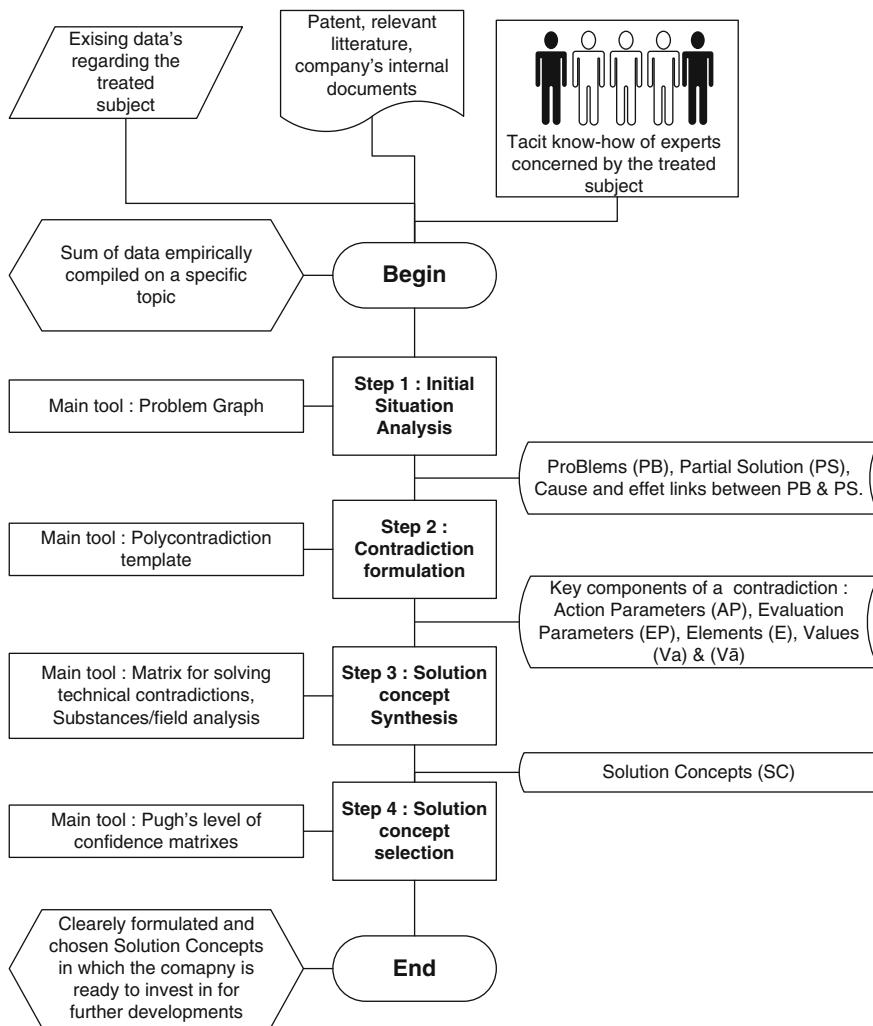 Exising data's
regarding the
treated
subject
Patent, relevant
litterature,
company's internal
documents
Tacit know-how of experts
concerned by the treated
subject
Sum of data empirically
compiled on a specific
topic
Begin
Step 1 : Initial
Situation
Analysis
Main tool : Problem Graph
ProBlems (PB), Partial Solution (PS),
Cause and effet links between PB & PS.
Step 2 :
Contradiction
formulation
Main tool : Polycontradiction
template
Key components of a contradiction :
Action Parameters (AP), Evaluation
Parameters (EP), Elements (E), Values
(Va) & (Vā)
Step 3 : Solution
concept
Synthesis
Main tool : Matrix for solving
technical contradictions,
Substances/field analysis
Solution Concepts (SC)
Step 4 : Solution
concept
selection
Main tool : Pugh's level of
confidence matrixes
Clearely formulated and
chosen Solution Concepts
in which the comapny is
ready to invest in for
further developments
End